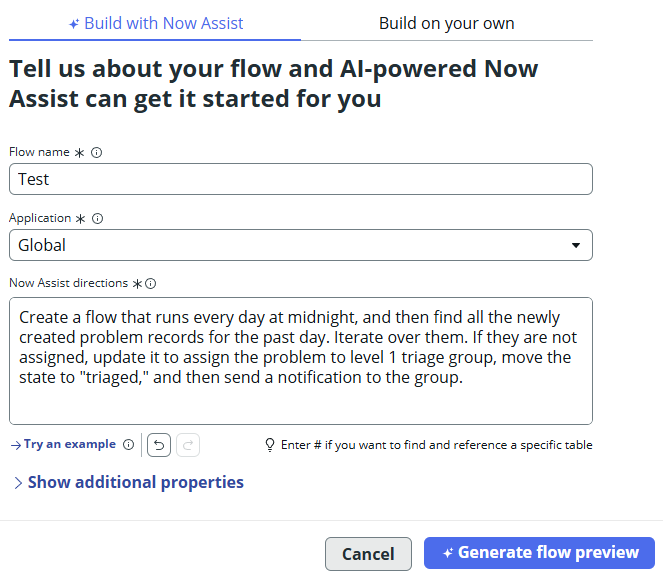 Build with Now Assist
Build on your own
Tell us about your flow and AI-powered Now
Assist can get it started for you
Flow name *
Test
Application *
Global
Now Assist directions *
Create a flow that runs every day at midnight, and then find all the newly
created problem records for the past day. Iterate over them. If they are not
assigned, update it to assign the problem to level 1 triage group, move the
state to "triaged," and then send a notification to the group.
Try an example
Enter # if you want to find and reference a specific table
Show additional properties
Cancel
Generate flow preview